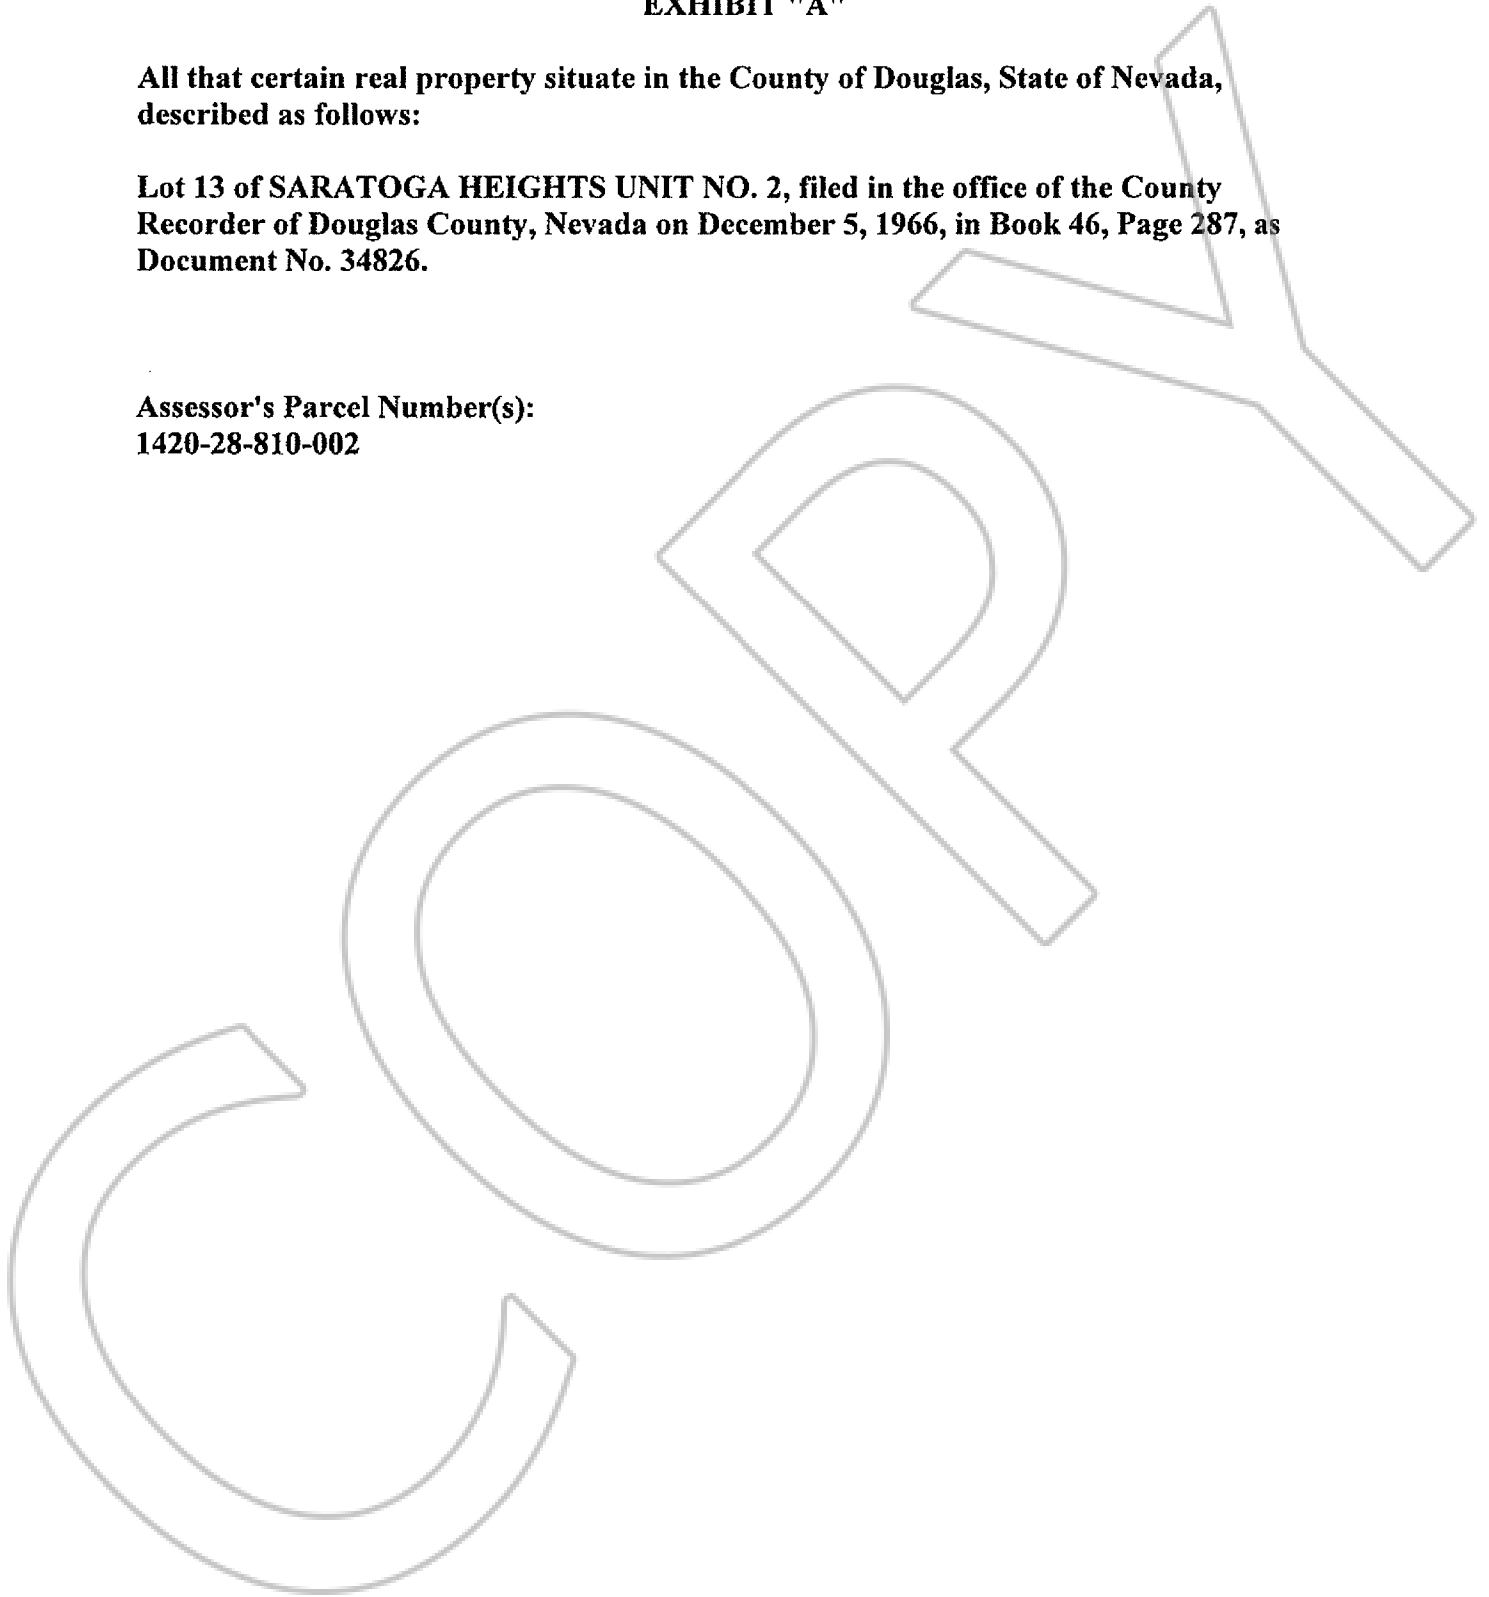 EXHIBIT "A"
All that certain real property situate in the County of Douglas, State of Nevada,
described as follows:
Lot 13 of SARATOGA HEIGHTS UNIT NO. 2, filed in the office of the County
Recorder of Douglas County, Nevada on December 5, 1966, in Book 46, Page 287, as
Document No. 34826.
Assessor's Parcel Number(s):
1420-28-810-002
COPY